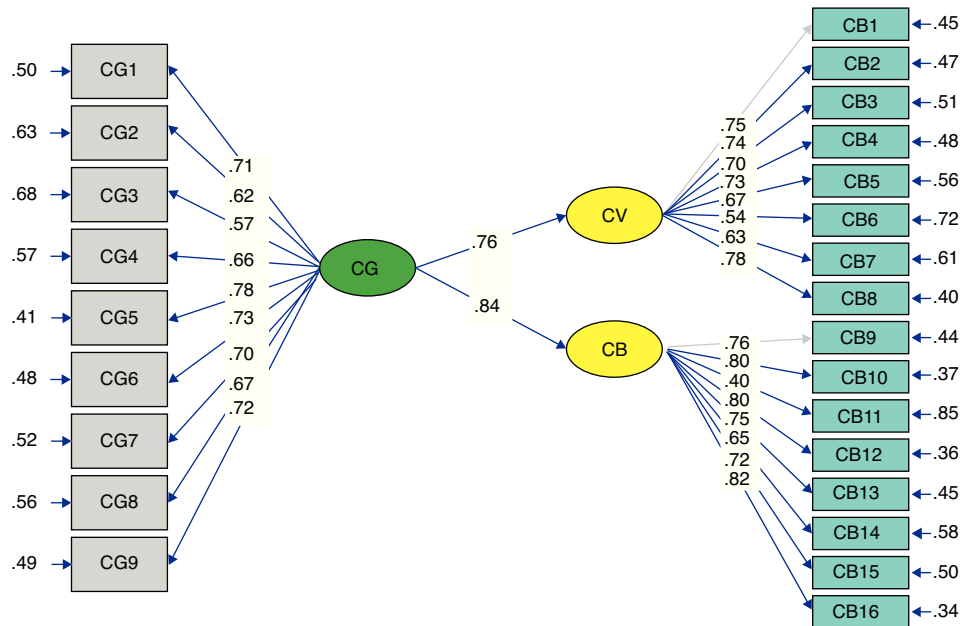 .50 CG1
.63 CG2
.68 CG3
.57 CG4
.41 CG5
.48 CG6
.52 CG7
.56 CG8
.49 CG9
.71
.62
.57
.66
.78
.73
.70
.67
.72
CG
.76
.84
CV
CB
.75
.74
.70
.73
.67
.54
.63
.78
.76
.80
.40
.80
.75
.65
.72
.82
CB1 .45
CB2 .47
CB3 .51
CB4 .48
CB5 .56
CB6 .72
CB7 .61
CB8 .40
CB9 .44
CB10 .37
CB11 .85
CB12 .36
CB13 .45
CB14 .58
CB15 .50
CB16 .34